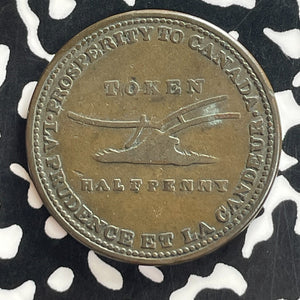 ·PROSPERITY TO CANADA·
LA PRUDENCE ET LA CANDEUR
TOKEN
HALFPENNY